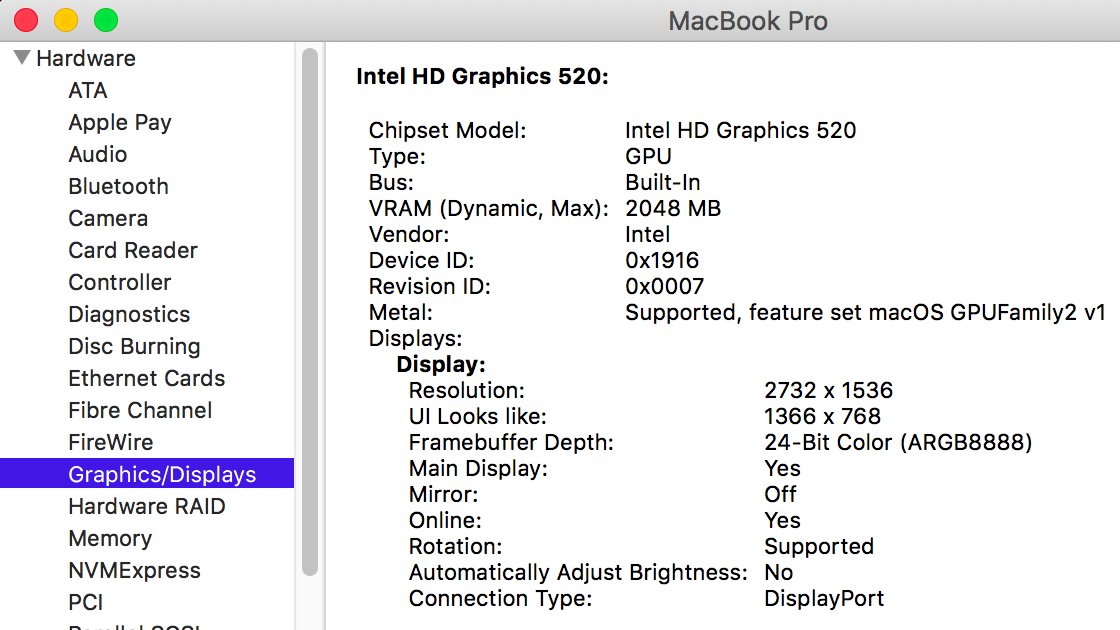 MacBook Pro
Hardware
ATA
Apple Pay
Audio
Bluetooth
Camera
Card Reader
Controller
Diagnostics
Disc Burning
Ethernet Cards
Fibre Channel
FireWire
Graphics/Displays
Hardware RAID
Memory
NVMExpress
PCI
Intel HD Graphics 520:
Chipset Model: Intel HD Graphics 520
Type: GPU
Bus: Built-In
VRAM (Dynamic, Max): 2048 MB
Vendor: Intel
Device ID: 0x1916
Revision ID: 0x0007
Metal: Supported, feature set macOS GPUFamily2 v1
Displays:
Display:
Resolution: 2732 x 1536
UI Looks like: 1366 x 768
Framebuffer Depth: 24-Bit Color (ARGB8888)
Main Display: Yes
Mirror: Off
Online: Yes
Rotation: Supported
Automatically Adjust Brightness: No
Connection Type: DisplayPort